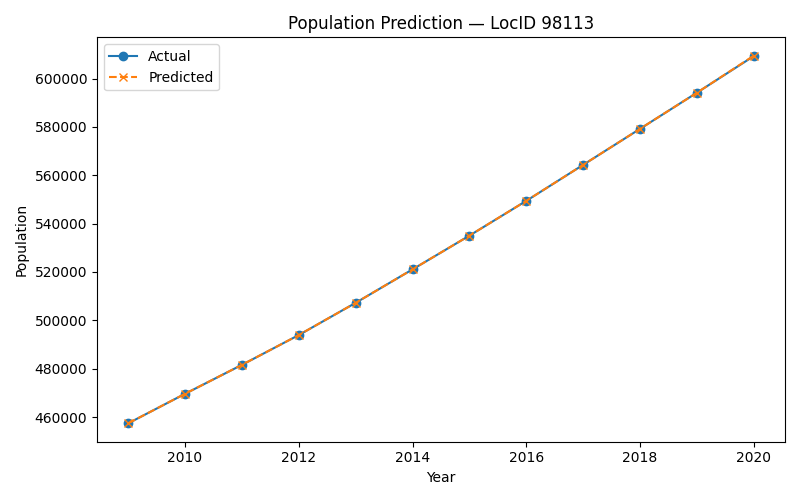 Population Prediction — LocID 98113
Actual
Predicted
600000
580000
560000
540000
520000
500000
480000
460000
Population
2010 2012 2014 2016 2018 2020
Year